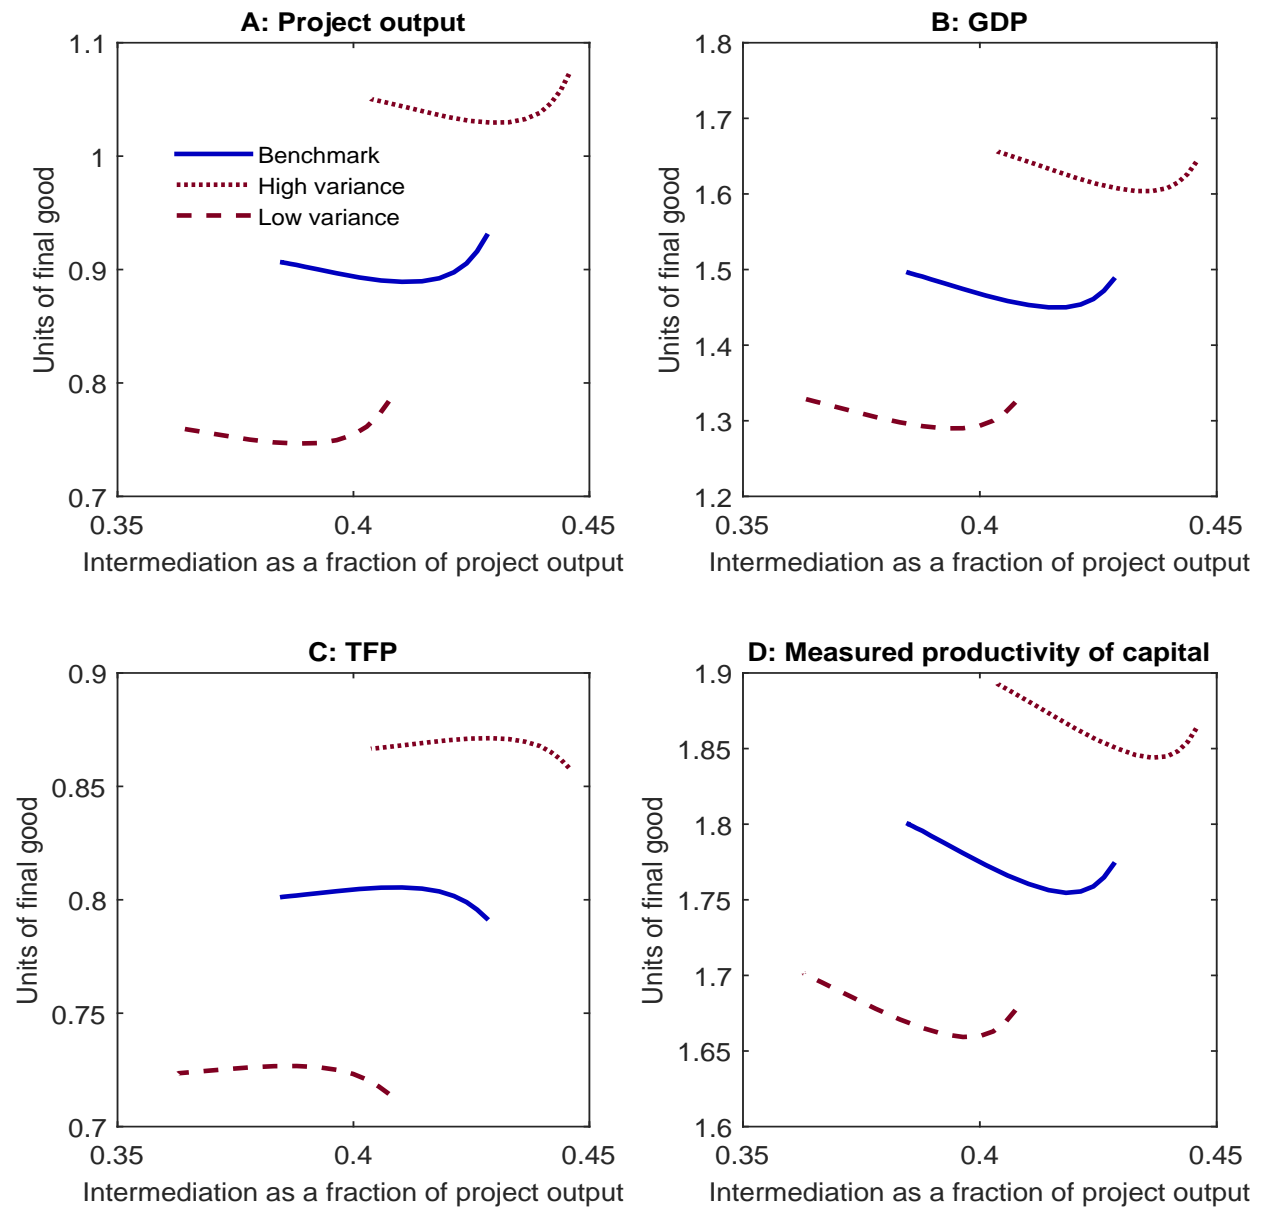 A: Project output
1.1
1
0.9
0.8
0.7
Units of final good
Benchmark
High variance
Low variance
0.35
0.4
0.45
Intermediation as a fraction of project output
B: GDP
1.8
1.7
1.6
1.5
1.4
1.3
1.2
Units of final good
0.35
0.4
0.45
Intermediation as a fraction of project output
C: TFP
0.9
0.85
0.8
0.75
0.7
Units of final good
0.35
0.4
0.45
Intermediation as a fraction of project output
D: Measured productivity of capital
1.9
1.85
1.8
1.75
1.7
1.65
1.6
Units of final good
0.35
0.4
0.45
Intermediation as a fraction of project output